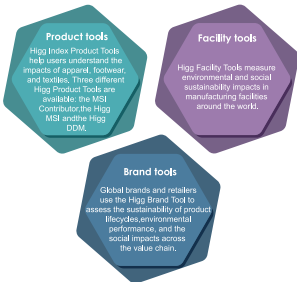 Product tools
Higg Index Product Tools
help users understand the
impacts of apparel, footwear,
and textiles. Three different
Higg Product Tools are
available: the MSI
Contributor,the Higg
MSI andthe Higg
DDM.
Facility tools
Higg Facility Tools measure
environmental and social
sustainability impacts in
manufacturing facilities
around the world.
Brand tools
Global brands and retailers
use the Higg Brand Tool to
assess the sustainability of product
lifecycles,environmental
performance, and the
social impacts across
the value chain.